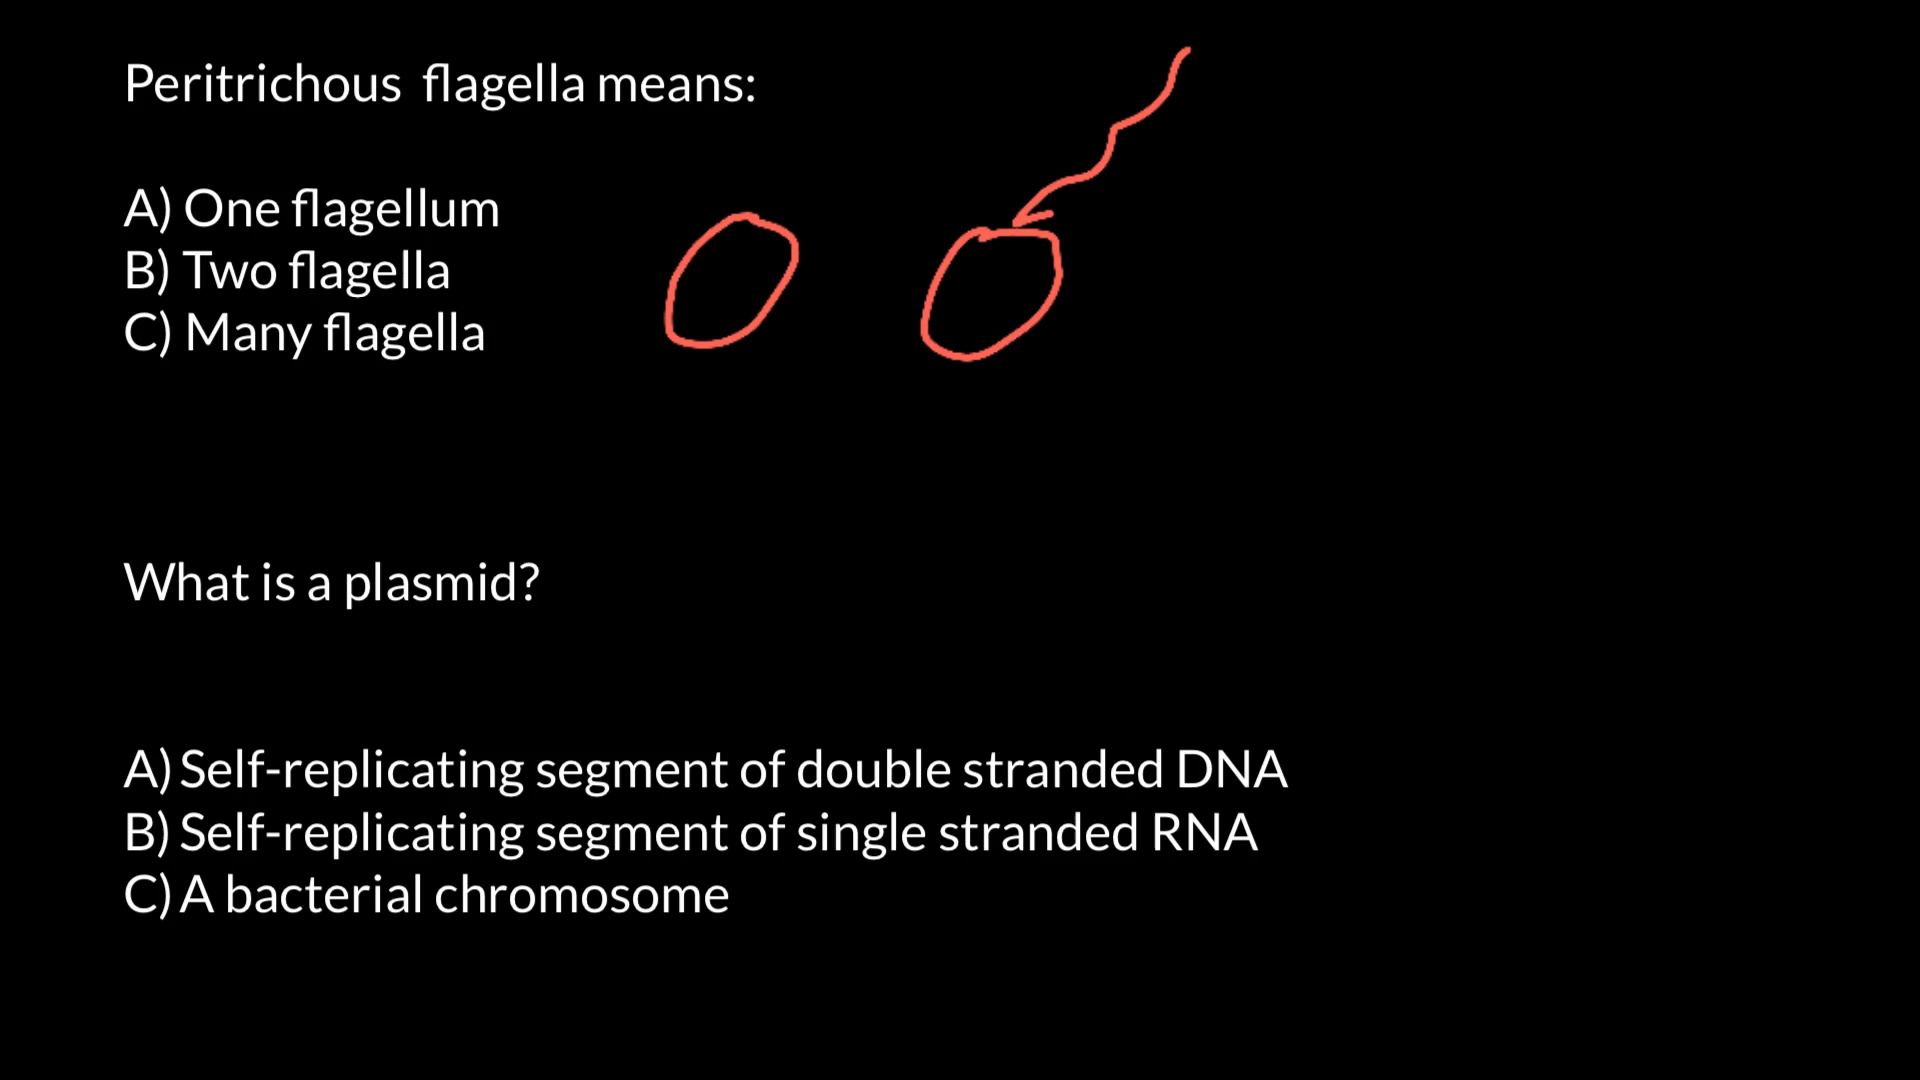 Peritrichous flagella means:
A) One flagellum
B) Two flagella
C) Many flagella
What is a plasmid?
A) Self-replicating segment of double stranded DNA
B) Self-replicating segment of single stranded RNA
C) A bacterial chromosome